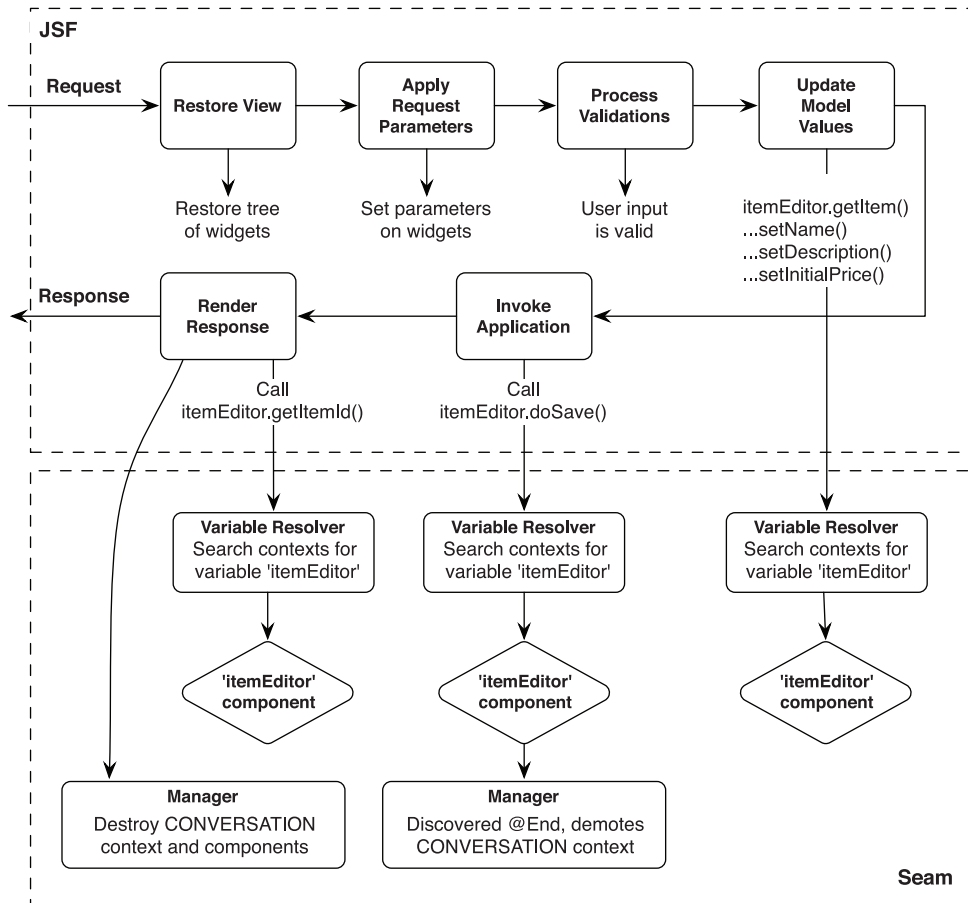 JSF
Request
Restore View
Apply
Request
Parameters
Process
Validations
Update
Model
Values
Restore tree
of widgets
Set parameters
on widgets
User input
is valid
itemEditor.getItem()
...setName()
...setDescription()
...setInitialPrice()
Response
Render
Response
Invoke
Application
Call
itemEditor.getItemId()
Call
itemEditor.doSave()
Variable Resolver
Search contexts for
variable 'itemEditor'
Variable Resolver
Search contexts for
variable 'itemEditor'
Variable Resolver
Search contexts for
variable 'itemEditor'
'itemEditor'
component
'itemEditor'
component
'itemEditor'
component
Manager
Destroy CONVERSATION
context and components
Manager
Discovered @End, demotes
CONVERSATION context
Seam